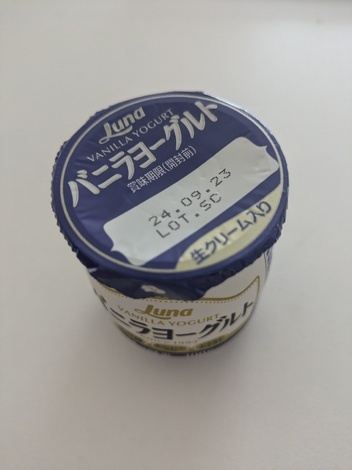 Luna
VANILLA YOGURT
バニラヨーグルト
賞味期限(開封前)
24.09.23
LOT.SC
生クリーム入り
Luna
VANILLA YOGURT
バニラヨーグルト